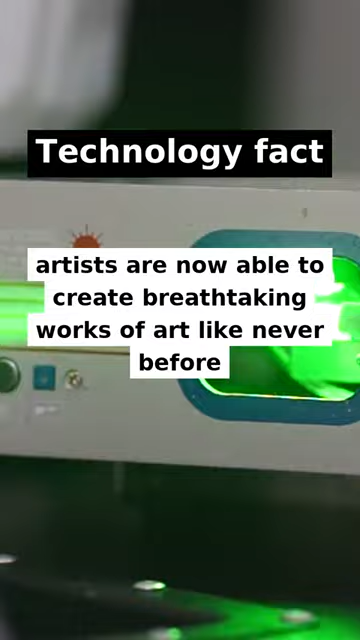 Technology fact
artists are now able to
create breathtaking
works of art like never
before